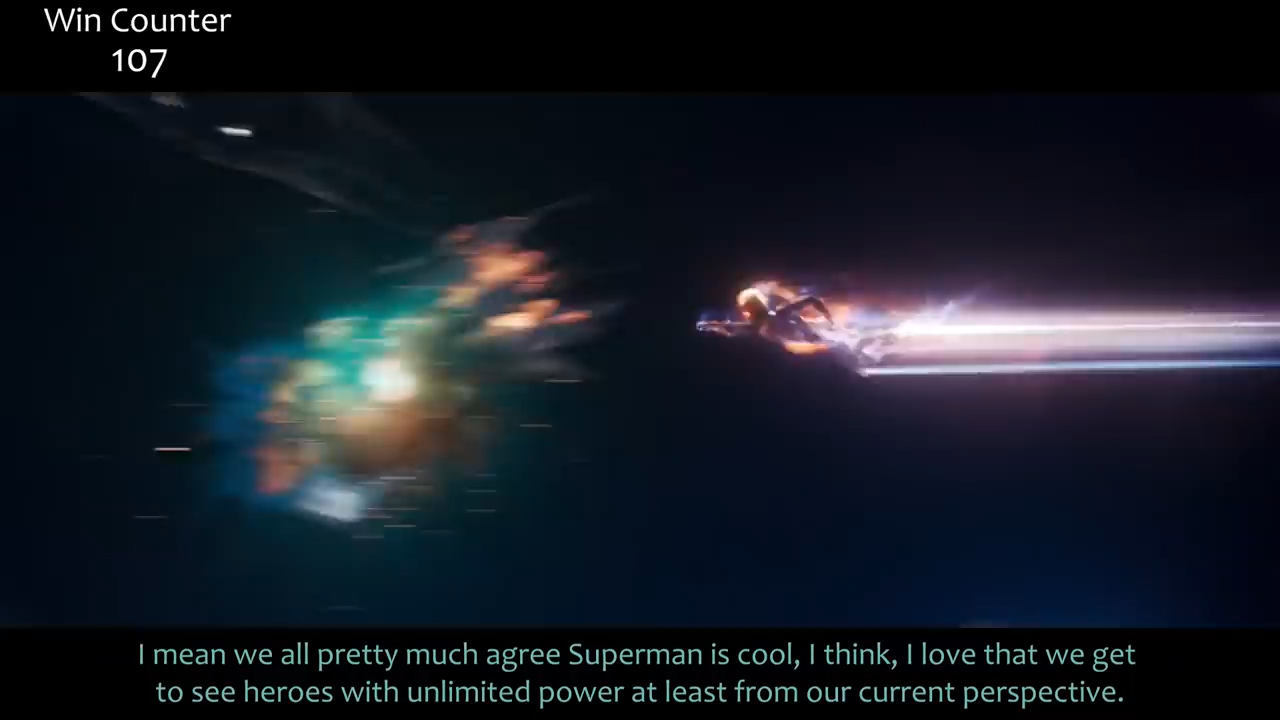 Win Counter
107
I mean we all pretty much agree Superman is cool, I think, I love that we get
to see heroes with unlimited power at least from our current perspective.